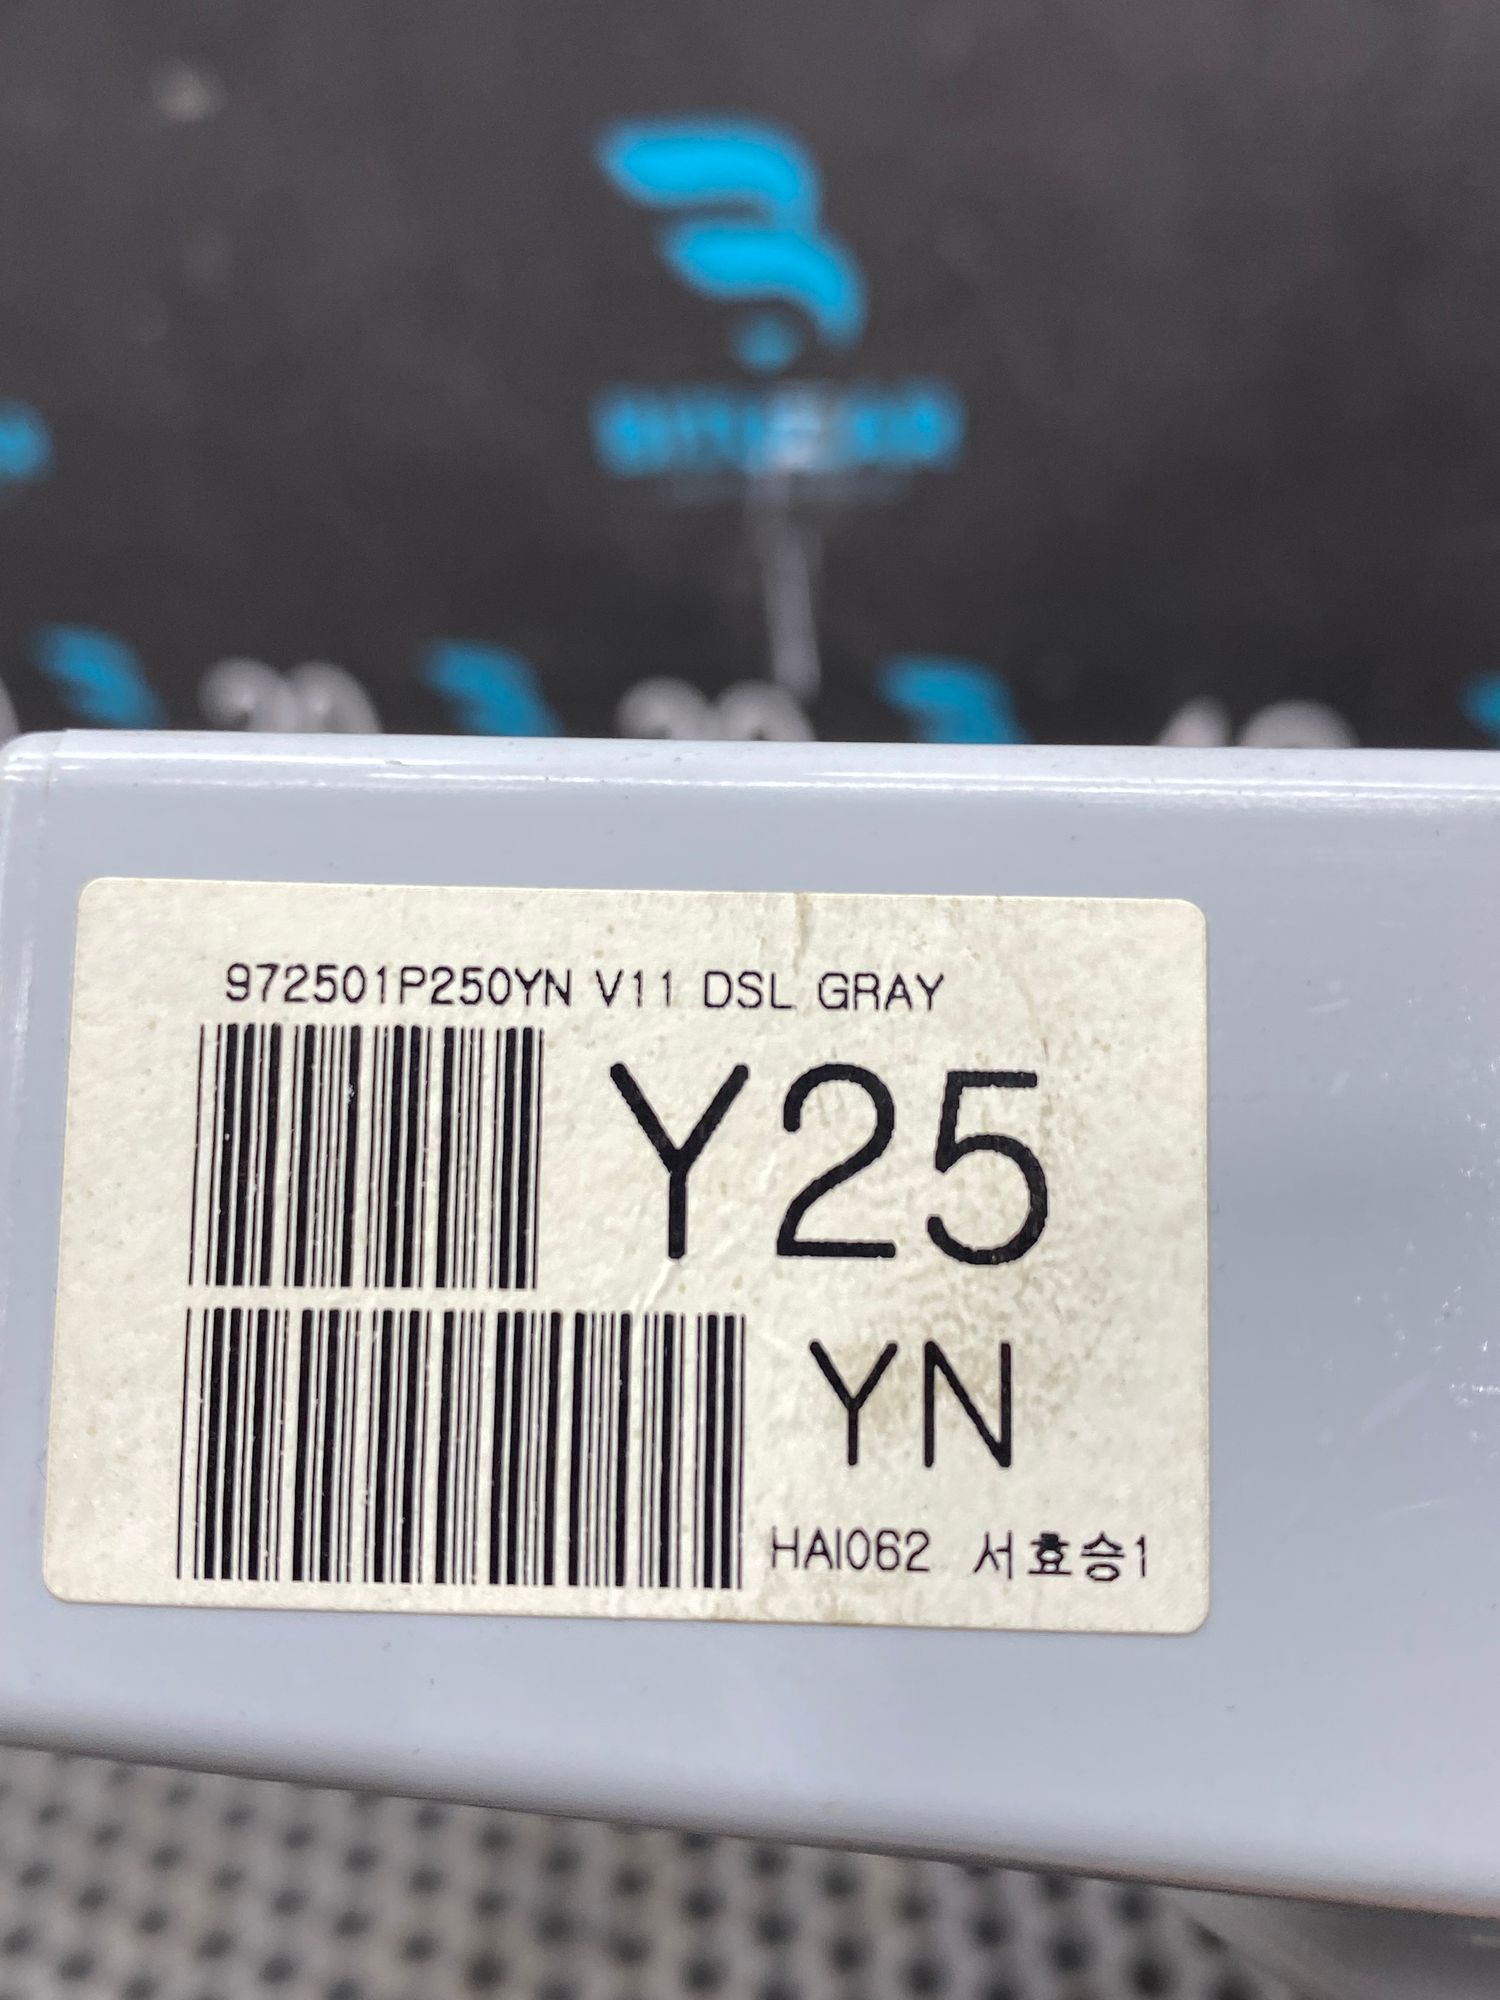 972501P250YN V11 DSL GRAY
Y25
YN
HAI062 서효승1